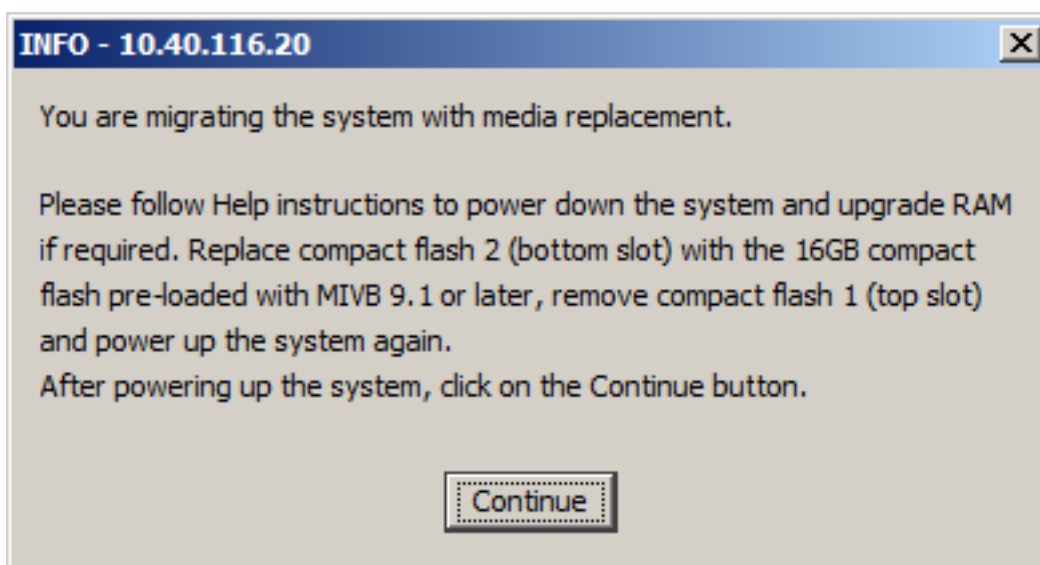 INFO - 10.40.116.20
You are migrating the system with media replacement.
Please follow Help instructions to power down the system and upgrade RAM
if required. Replace compact flash 2 (bottom slot) with the 16GB compact
flash pre-loaded with MIVB 9.1 or later, remove compact flash 1 (top slot)
and power up the system again.
After powering up the system, click on the Continue button.
Continue